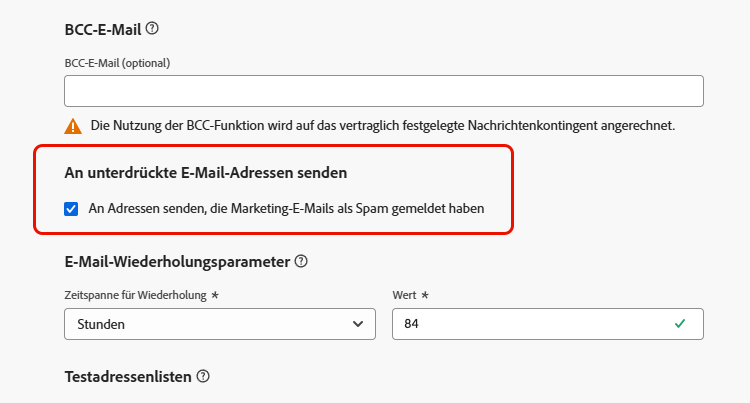 BCC-E-Mail
BCC-E-Mail (optional)
Die Nutzung der BCC-Funktion wird auf das vertraglich festgelegte Nachrichtenkontingent angerechnet.
An unterdrückte E-Mail-Adressen senden
An Adressen senden, die Marketing-E-Mails als Spam gemeldet haben
E-Mail-Wiederholungsparameter
Zeitspanne für Wiederholung * Wert *
Stunden 84
Testadressenlisten